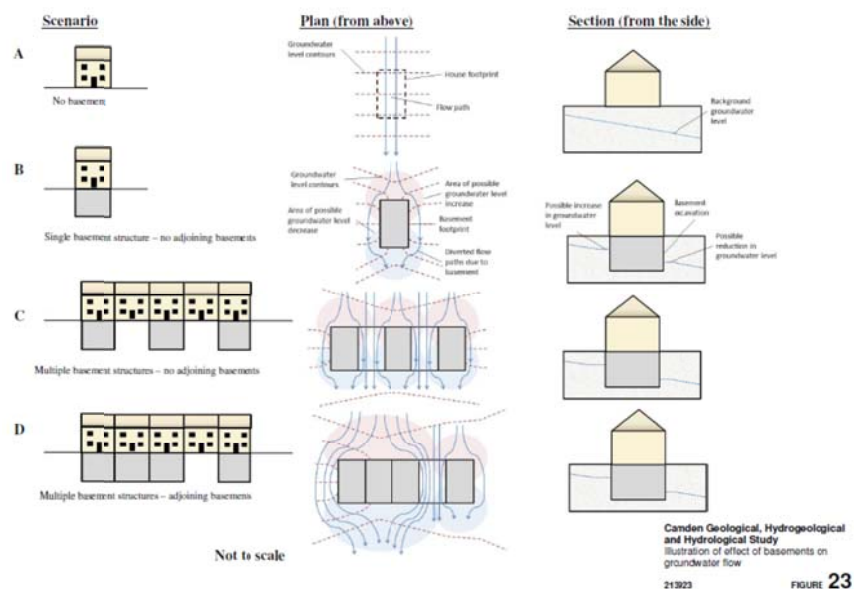 Scenario
Plan (from above)
Section (from the side)
A
No basement
Groundwater
level contours
House footprint
Flow path
Background
groundwater
level
B
Single basement structure – no adjoining basements
Groundwater
level contours
Area of possible
groundwater level
increase
Area of possible
groundwater level
decrease
Basement
footprint
Diverted flow
paths due to
basement
Possible increase
in groundwater
level
Basement
excavation
Possible
reduction in
groundwater level
C
Multiple basement structures – no adjoining basements
D
Multiple basement structures – adjoining basemens
Not to scale
Camden Geological, Hydrogeological
and Hydrological Study
Illustration of effect of basements on
groundwater flow
213923
FIGURE 23